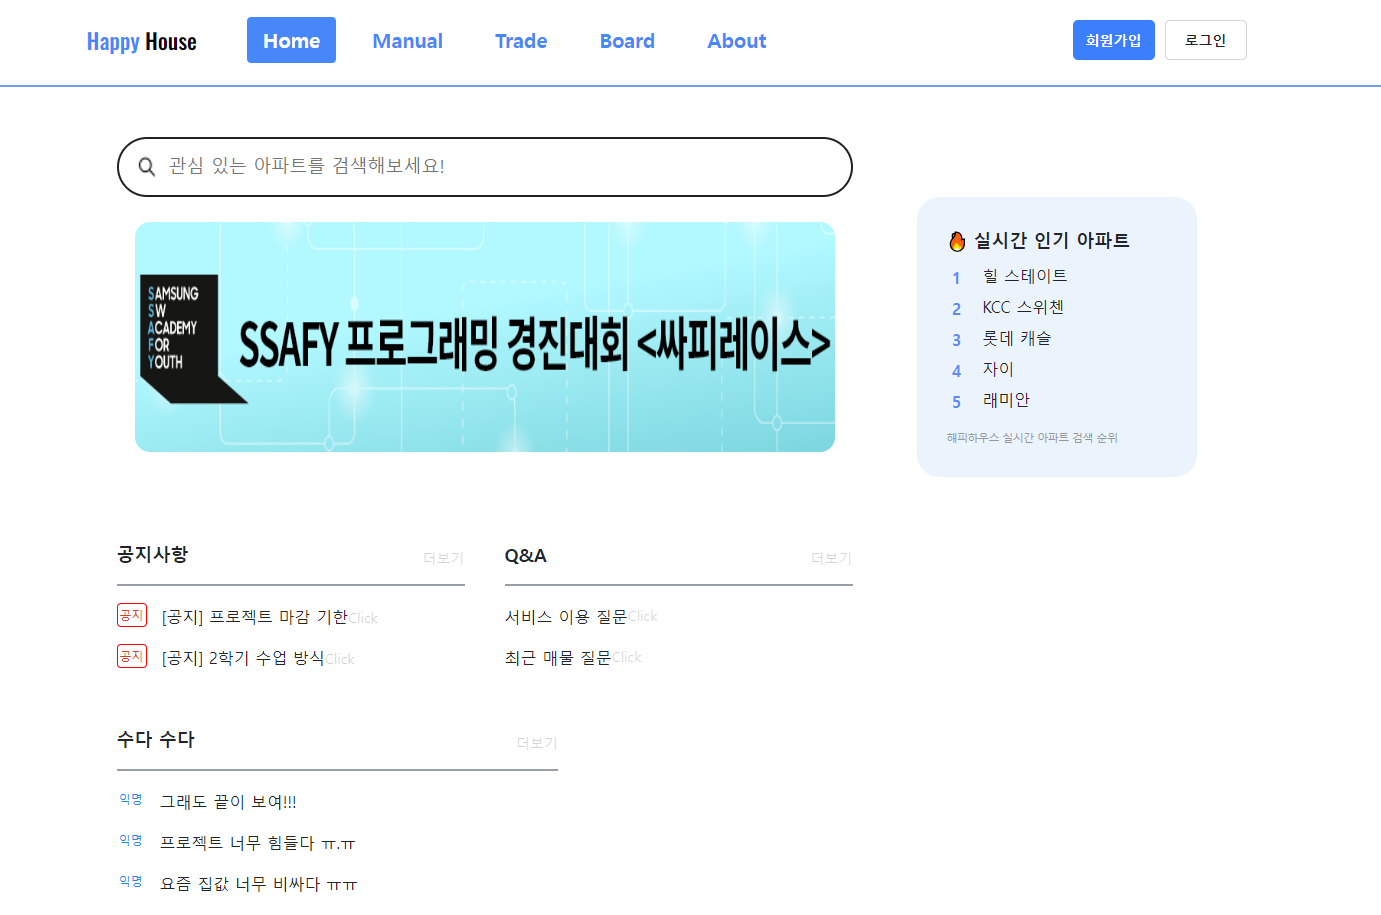 Happy House
Home
Manual
Trade
Board
About
회원가입
로그인
관심 있는 아파트를 검색해보세요!
SAMSUNG
SW
ACADEMY
FOR
YOUTH
SSAFY 프로그래밍 경진대회 <싸피레이스>
실시간 인기 아파트
1 힐 스테이트
2 KCC 스위첸
3 롯데 캐슬
4 자이
5 래미안
해피하우스 실시간 아파트 검색 순위
공지사항 더보기
공지 [공지] 프로젝트 마감 기한Click
공지 [공지] 2학기 수업 방식Click
Q&A 더보기
서비스 이용 질문Click
최근 매물 질문Click
수다 수다 더보기
익명 그래도 끝이 보여!!!
익명 프로젝트 너무 힘들다 ㅠ.ㅠ
익명 요즘 집값 너무 비싸다 ㅠㅠ